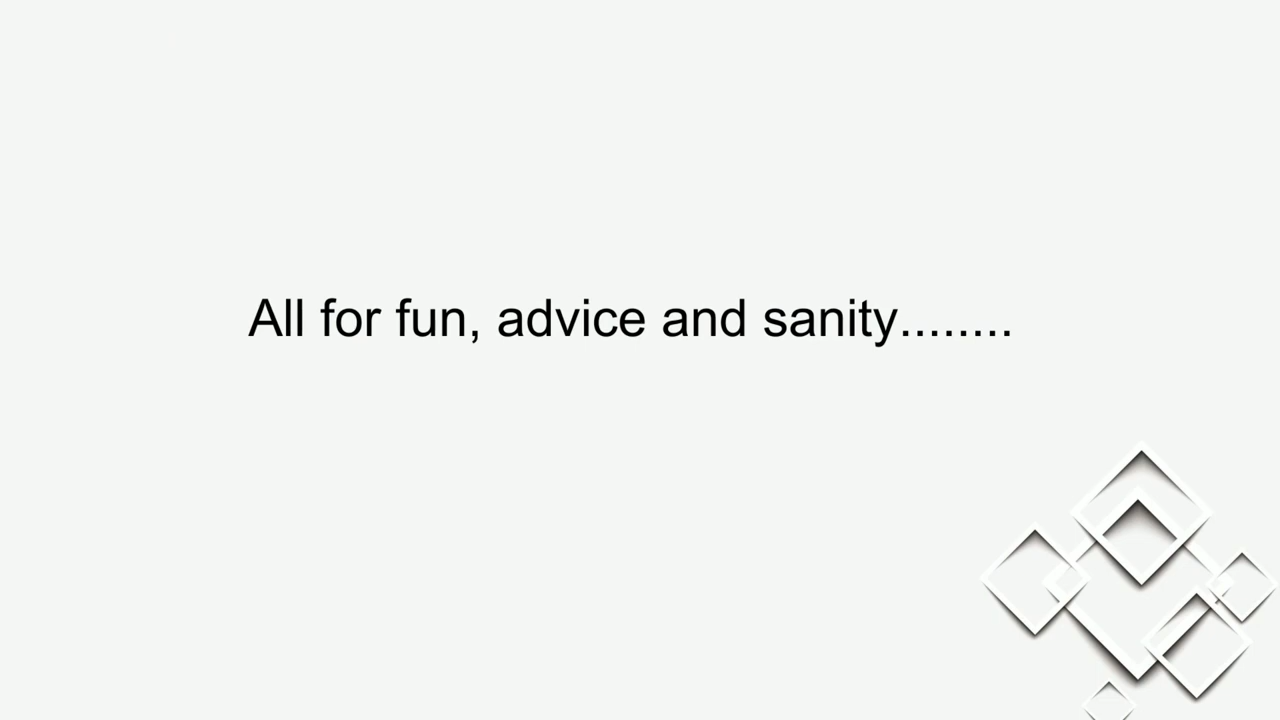 All for fun, advice and sanity........